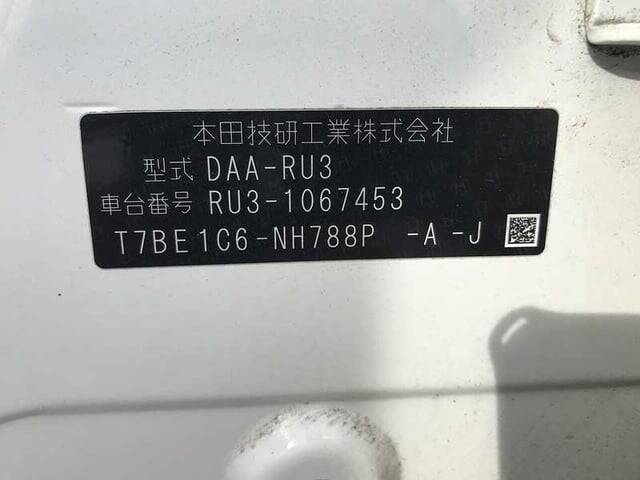 本田技研工業株式会社
型式 DAA-RU3
車台番号 RU3-1067453
T7BE1C6-NH788P -A -J